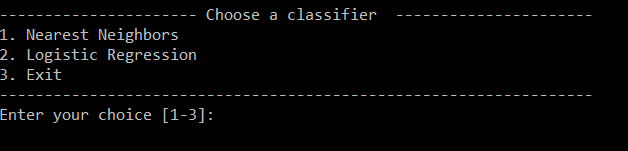 ---------------------- Choose a classifier  ----------------------
1. Nearest Neighbors
2. Logistic Regression
3. Exit
------------------------------------------------------------------
Enter your choice [1-3]: